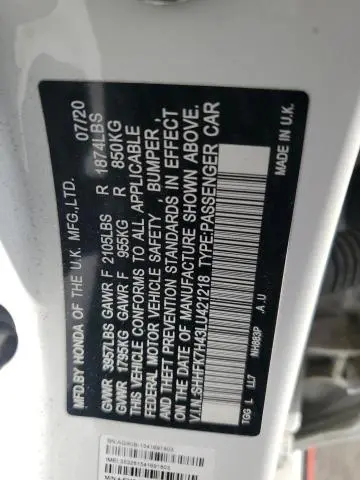 MFD.BY HONDA OF THE U.K. MFG.,LTD. 07/20
GVWR 3957LBS GAWR F 2105LBS R 1874LBS
GVWR 1795KG GAWR F 955KG R 850KG
THIS VEHICLE CONFORMS TO ALL APPLICABLE
FEDERAL MOTOR VEHICLE SAFETY , BUMPER ,
AND THEFT PREVENTION STANDARDS IN EFFECT
ON THE DATE OF MANUFACTURE SHOWN ABOVE.
V.I.N.:SHHFK7H43LU421218 TYPE:PASSENGER CAR
TGG L LL7 NH883P A U MADE IN U.K.